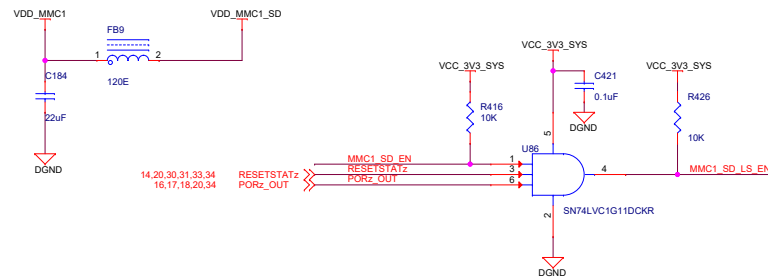 VDD_MMC1
VDD_MMC1_SD
FB9
1
2
120E
C184
22uF
DGND
VCC_3V3_SYS
VCC_3V3_SYS
VCC_3V3_SYS
C421
0.1uF
DGND
R416
10K
R426
10K
U86
5
MMC1_SD_EN
1
14,20,30,31,33,34
RESETSTATz
RESETSTATz
3
16,17,18,20,34
PORz_OUT
PORz_OUT
6
4
MMC1_SD_LS_EN
2
SN74LVC1G11DCKR
DGND